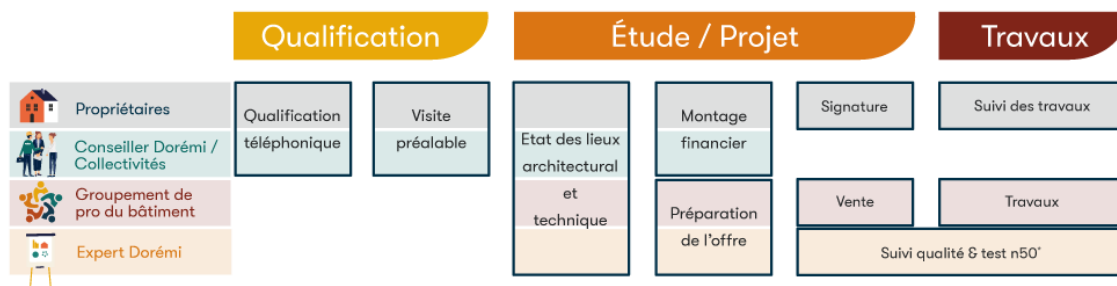 Qualification
Étude / Projet
Travaux
Propriétaires
Qualification
téléphonique
Visite
préalable
Etat des lieux
architectural
et
technique
Montage
financier
Signature
Suivi des travaux
Conseiller Dorémi /
Collectivités
Groupement de
pro du bâtiment
Préparation
de l'offre
Vente
Travaux
Expert Dorémi
Suivi qualité & test n50*